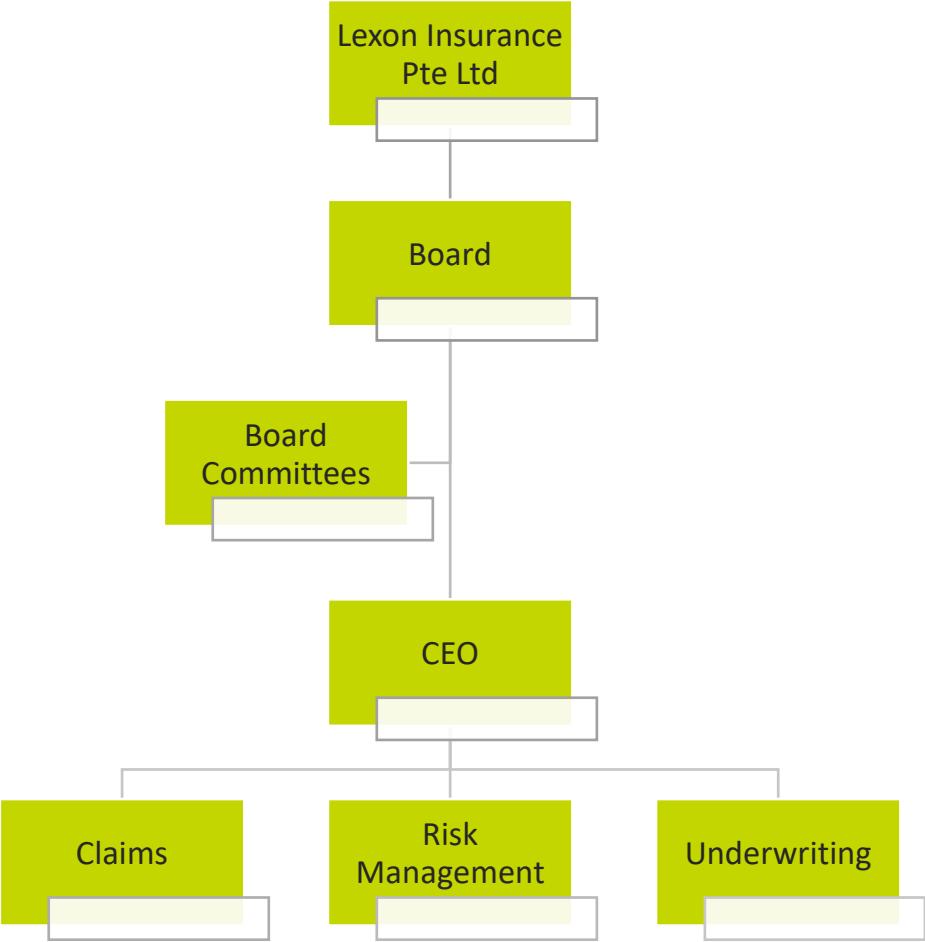 Lexon Insurance
Pte Ltd
Board
Board
Committees
CEO
Claims
Risk
Management
Underwriting